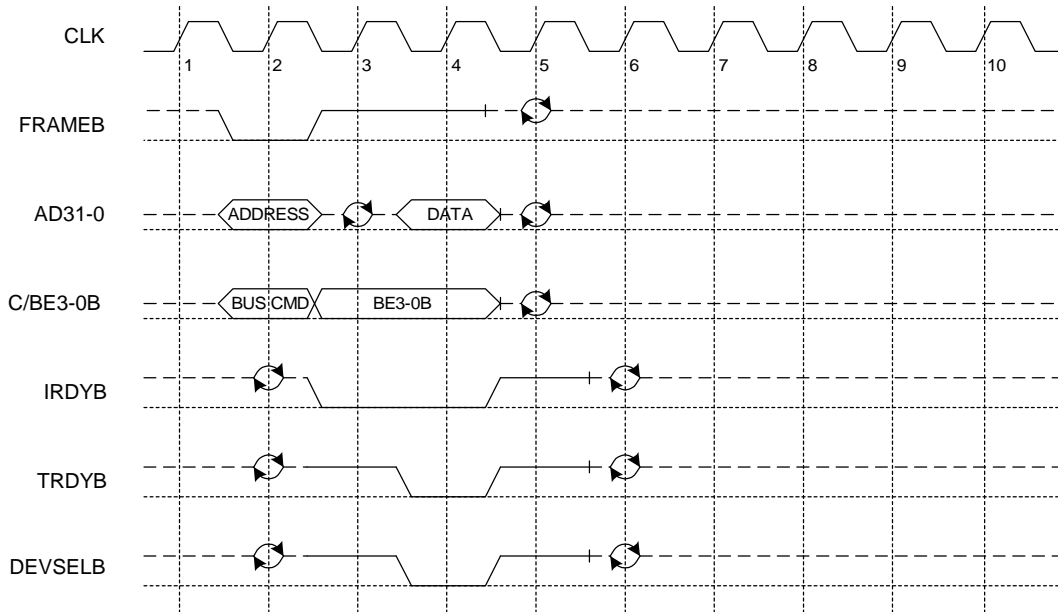 CLK
1 2 3 4 5 6 7 8 9 10
FRAMEB
AD31-0 ADDRESS DATA
C/BE3-0B BUS CMD BE3-0B
IRDYB
TRDYB
DEVSELB